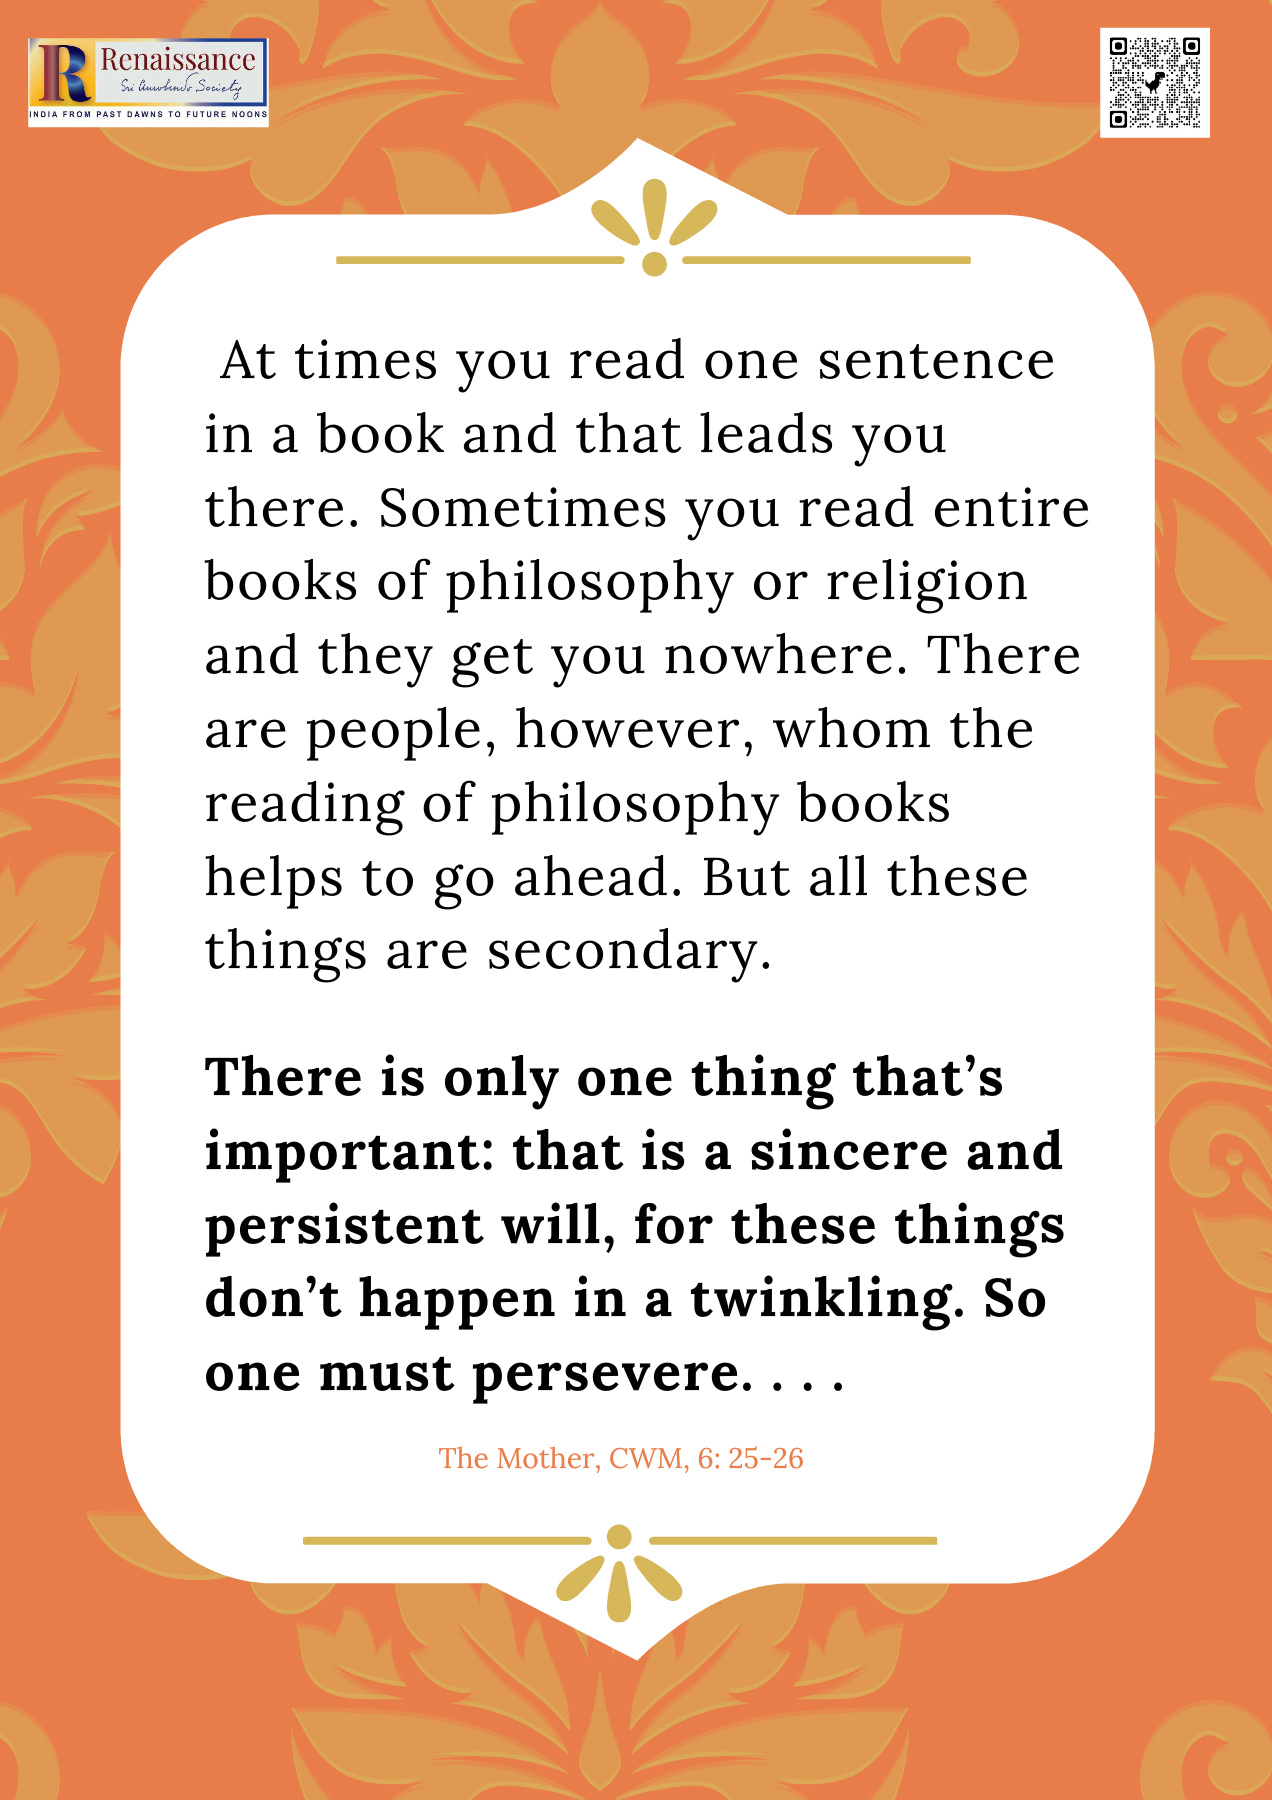 Renaissance
Sri Aurobindo Society
INDIA FROM PAST DAWNS TO FUTURE NOONS
At times you read one sentence
in a book and that leads you
there. Sometimes you read entire
books of philosophy or religion
and they get you nowhere. There
are people, however, whom the
reading of philosophy books
helps to go ahead. But all these
things are secondary.
There is only one thing that’s
important: that is a sincere and
persistent will, for these things
don’t happen in a twinkling. So
one must persevere. . . .
The Mother, CWM, 6: 25-26